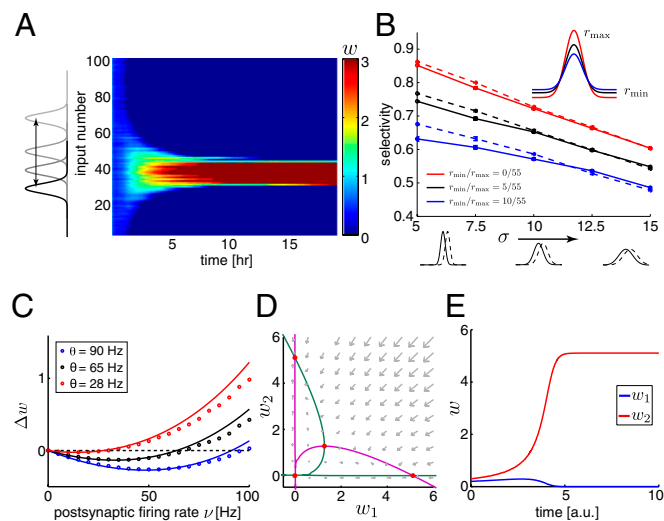 A
input number
100
80
60
40
20
5
10
15
time [hr]
w
3
2
1
0
B
selectivity
0.9
0.8
0.7
0.6
0.5
0.4
r_max
r_min
r_min/r_max = 0/55
r_min/r_max = 5/55
r_min/r_max = 10/55
5
7.5
10
12.5
15
σ
C
Δw
1
0
θ = 90 Hz
θ = 65 Hz
θ = 28 Hz
0
50
100
postsynaptic firing rate ν [Hz]
D
w_2
6
4
2
0
0
2
4
6
w_1
E
w
6
4
2
0
w_1
w_2
0
5
10
time [a.u.]